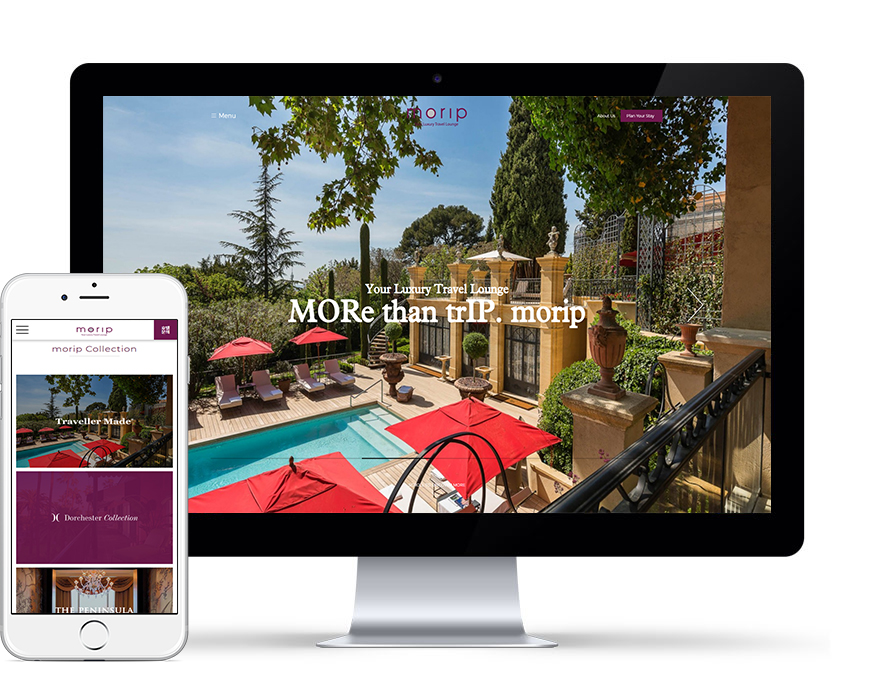 Menu
morip
Luxury Travel Lounge
About Us
Plan Your Stay
Your Luxury Travel Lounge
MORe than trIP. morip
MORE
morip
morip Collection
Traveller Made
Dorchester Collection
THE PENINSULA